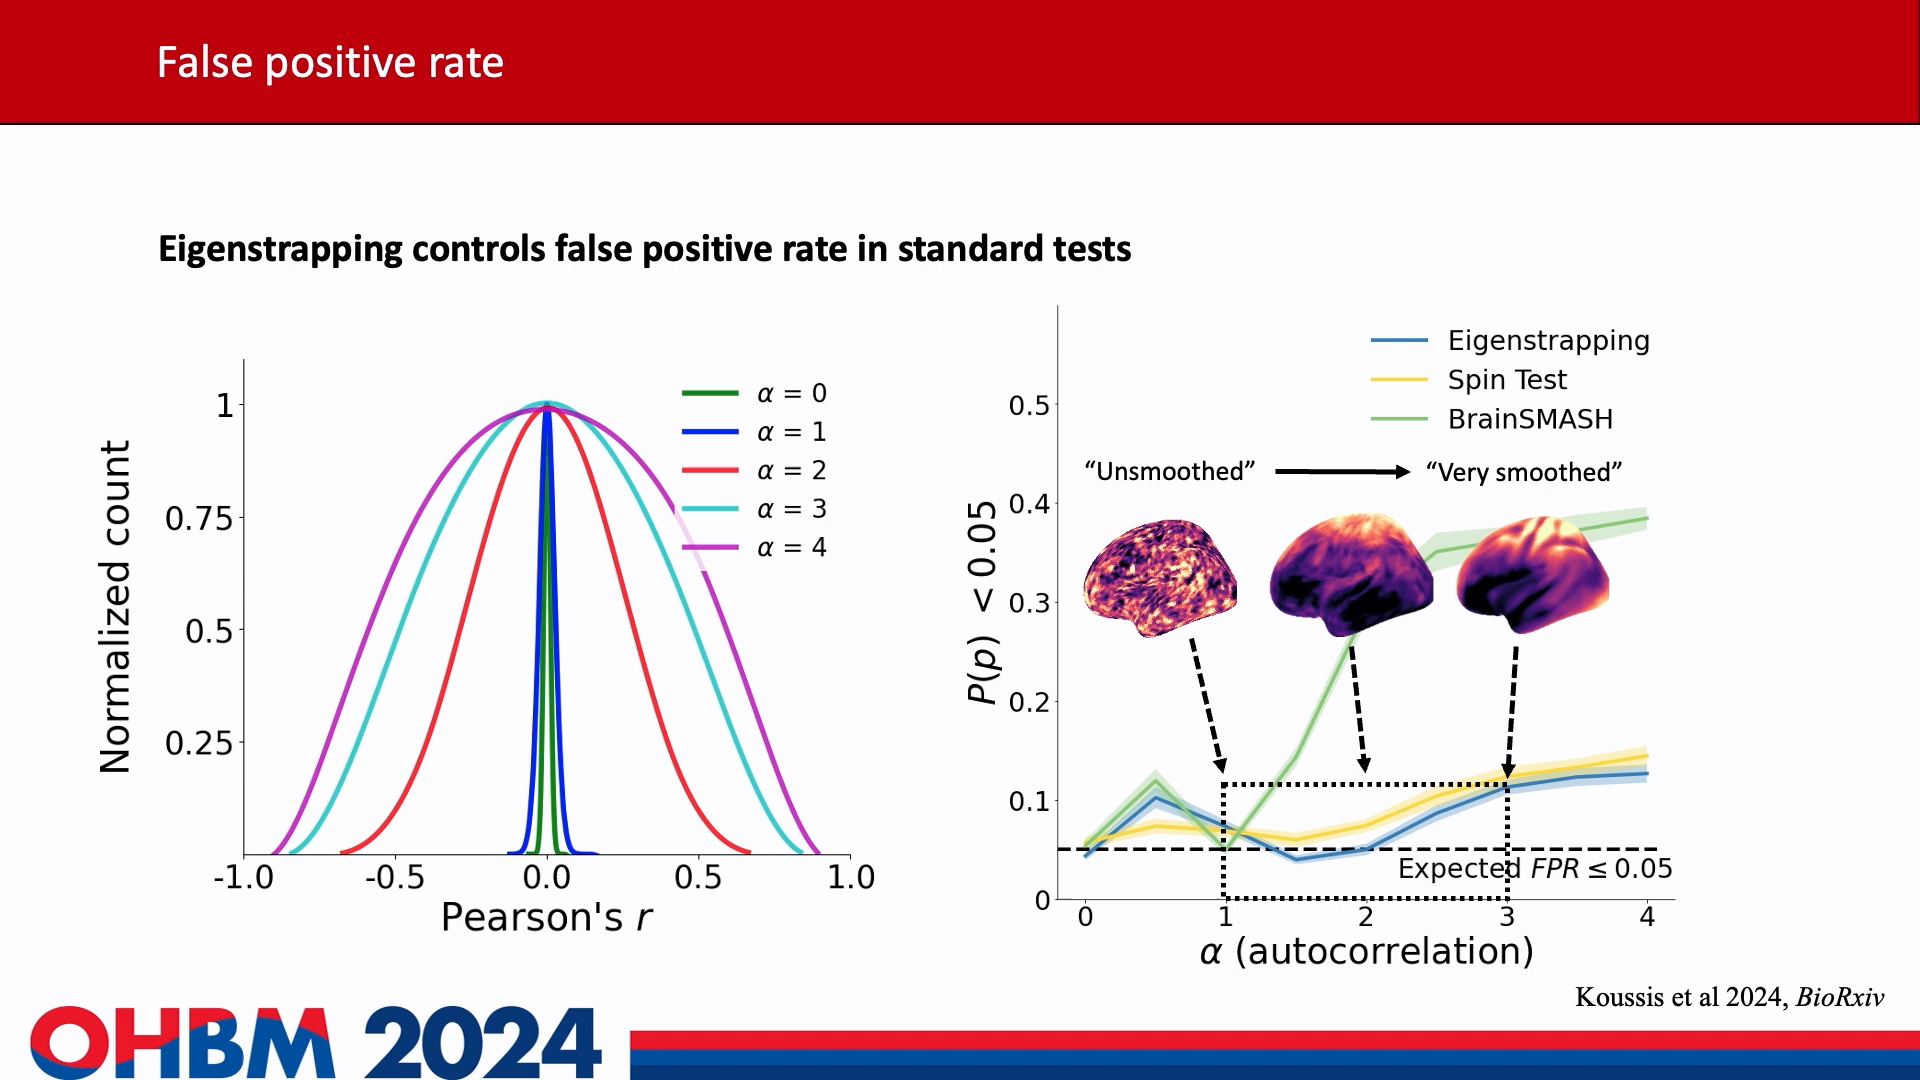 False positive rate
Eigenstrapping controls false positive rate in standard tests
Normalized count
1
0.75
0.5
0.25
-1.0
-0.5
0.0
0.5
1.0
Pearson's r
α = 0
α = 1
α = 2
α = 3
α = 4
P(p) < 0.05
0.5
0.4
0.3
0.2
0.1
0
Eigenstrapping
Spin Test
BrainSMASH
“Unsmoothed”
“Very smoothed”
Expected FPR ≤ 0.05
0
1
2
3
4
α (autocorrelation)
Koussis et al 2024, BioRxiv
OHBM 2024